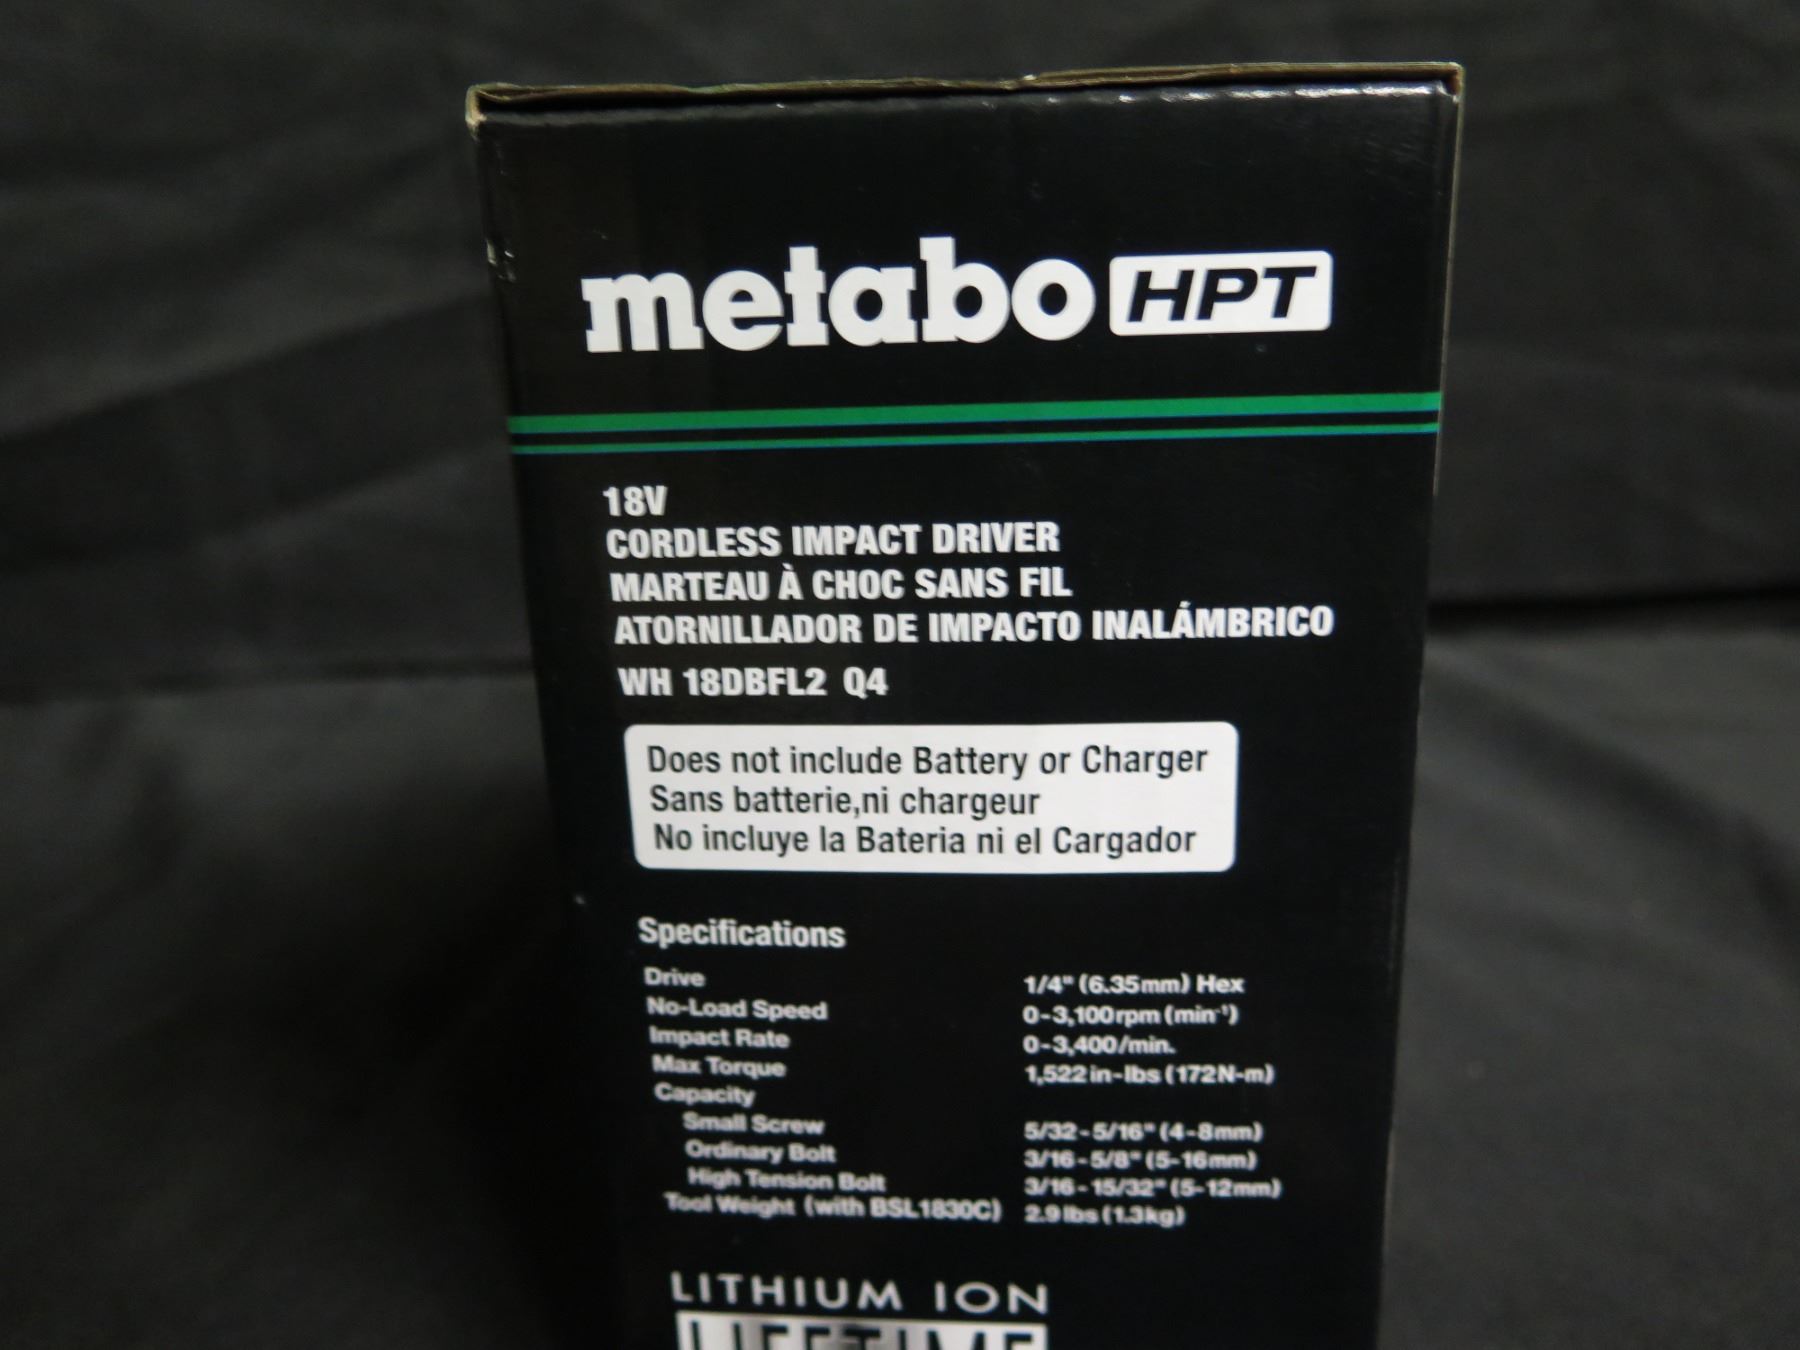 metabo HPT
18V
CORDLESS IMPACT DRIVER
MARTEAU À CHOC SANS FIL
ATORNILLADOR DE IMPACTO INALÁMBRICO
WH 18DBFL2 Q4
Does not include Battery or Charger
Sans batterie,ni chargeur
No incluye la Bateria ni el Cargador
Specifications
Drive 1/4" (6.35mm) Hex
No-Load Speed 0-3,100rpm (min⁻¹)
Impact Rate 0-3,400/min.
Max Torque 1,522in-lbs (172N-m)
Capacity
Small Screw 5/32-5/16" (4-8mm)
Ordinary Bolt 3/16-5/8" (5-16mm)
High Tension Bolt 3/16-15/32" (5-12mm)
Tool Weight (with BSL1830C) 2.9lbs (1.3kg)
LITHIUM ION
LIFETIME